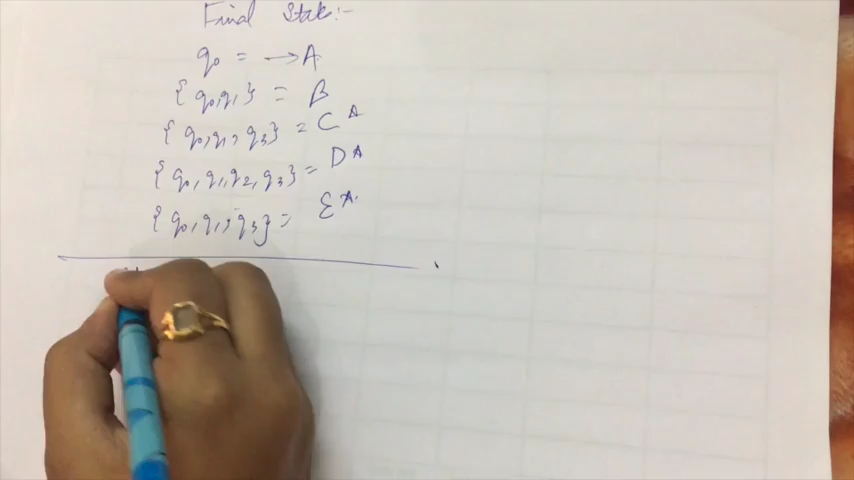 Final State:-
q₀ = → A
{q₀,q₁} = B
{q₀,q₁,q₃} = C *
{q₀,q₁,q₂,q₃} = D *
{q₀,q₁,q₃} = E *